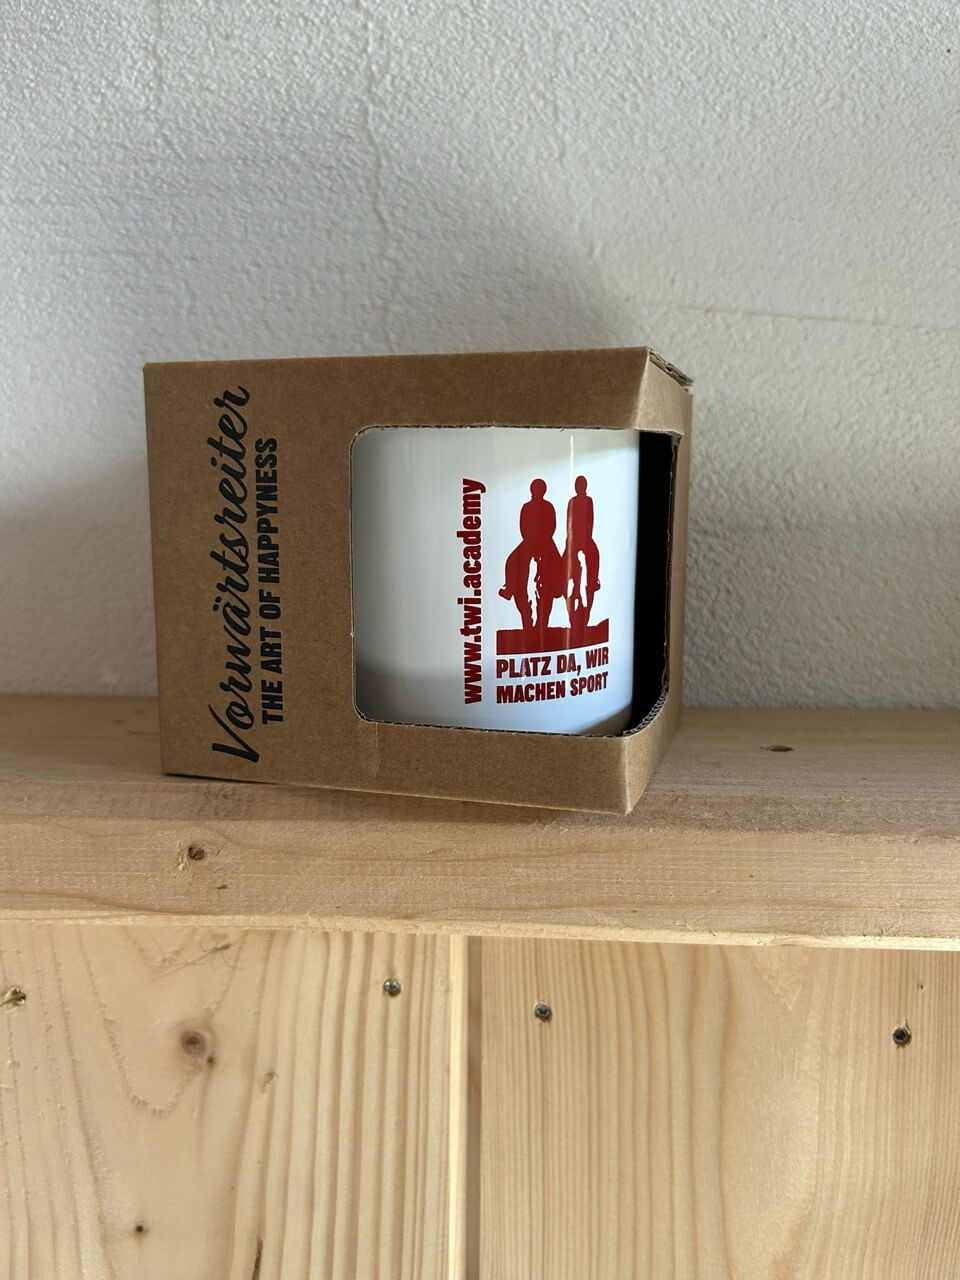 Vorwärtsreiter
THE ART OF HAPPYNESS
www.twi.academy
PLATZ DA, WIR
MACHEN SPORT